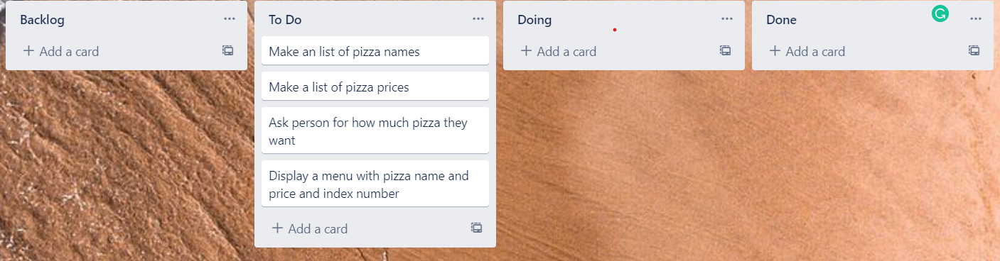 Backlog
Add a card
To Do
Make an list of pizza names
Make a list of pizza prices
Ask person for how much pizza they
want
Display a menu with pizza name and
price and index number
Add a card
Doing
Add a card
Done
Add a card